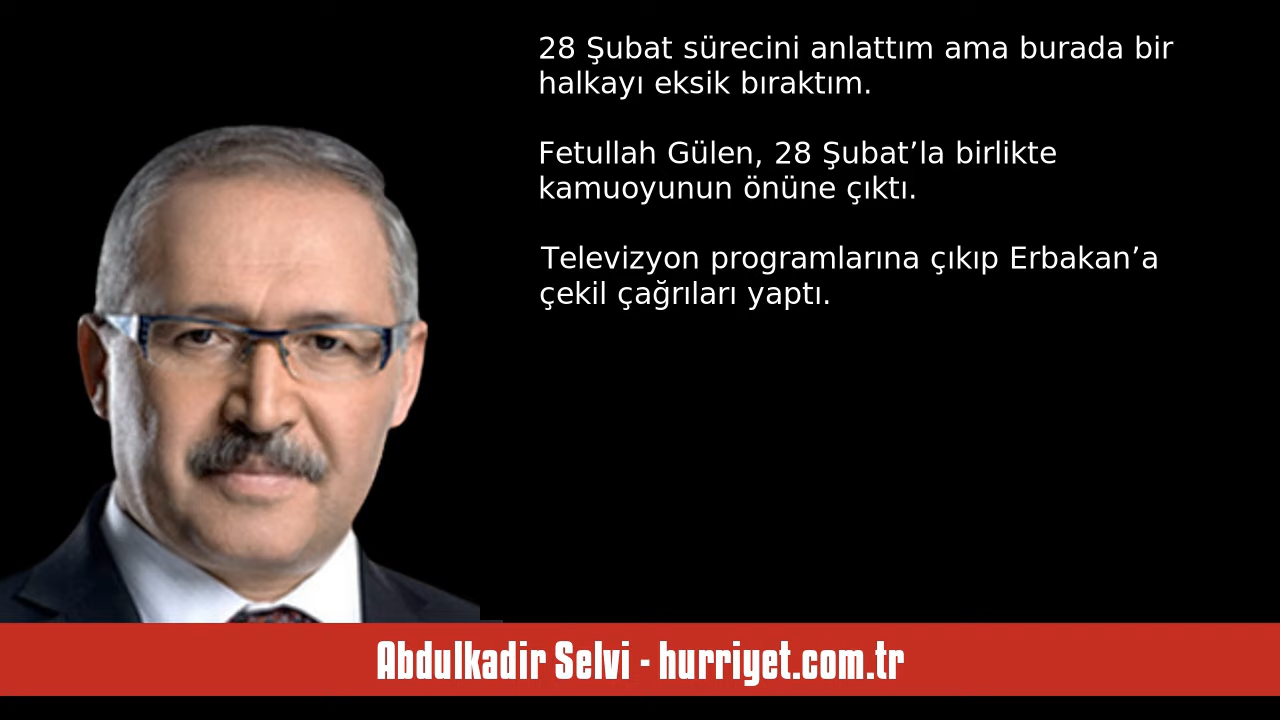 28 Şubat sürecini anlattım ama burada bir
halkayı eksik bıraktım.
Fetullah Gülen, 28 Şubat’la birlikte
kamuoyunun önüne çıktı.
Televizyon programlarına çıkıp Erbakan’a
çekil çağrıları yaptı.
Abdulkadir Selvi - hurriyet.com.tr